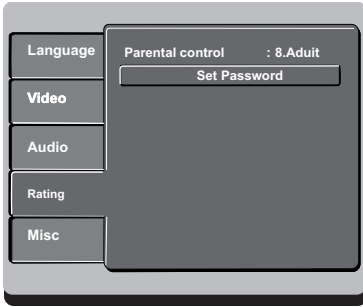 Language
Parental control : 8.Aduit
Set Password
Video
Audio
Rating
Misc